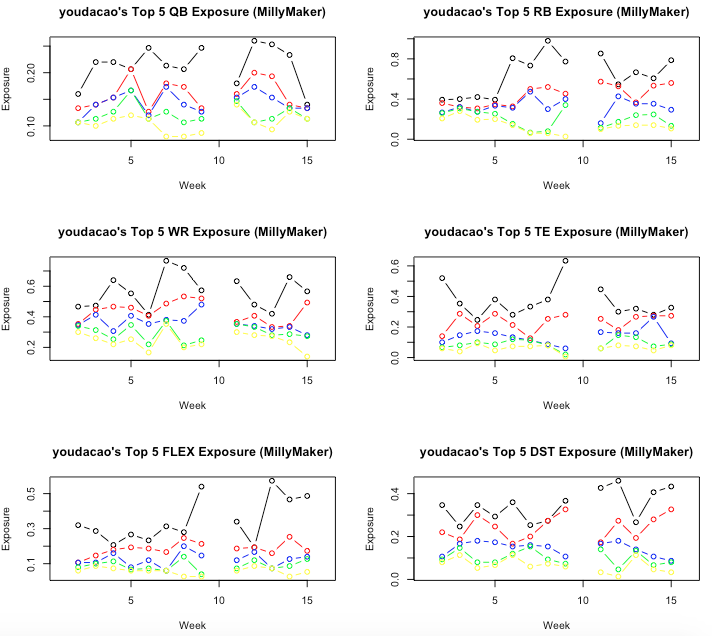 youdacao's Top 5 QB Exposure (MillyMaker)
Exposure
0.20
0.10
5
10
15
Week
youdacao's Top 5 RB Exposure (MillyMaker)
Exposure
0.8
0.4
0.0
5
10
15
Week
youdacao's Top 5 WR Exposure (MillyMaker)
Exposure
0.6
0.4
0.2
5
10
15
Week
youdacao's Top 5 TE Exposure (MillyMaker)
Exposure
0.6
0.4
0.2
0.0
5
10
15
Week
youdacao's Top 5 FLEX Exposure (MillyMaker)
Exposure
0.5
0.3
0.1
5
10
15
Week
youdacao's Top 5 DST Exposure (MillyMaker)
Exposure
0.4
0.2
0.0
5
10
15
Week